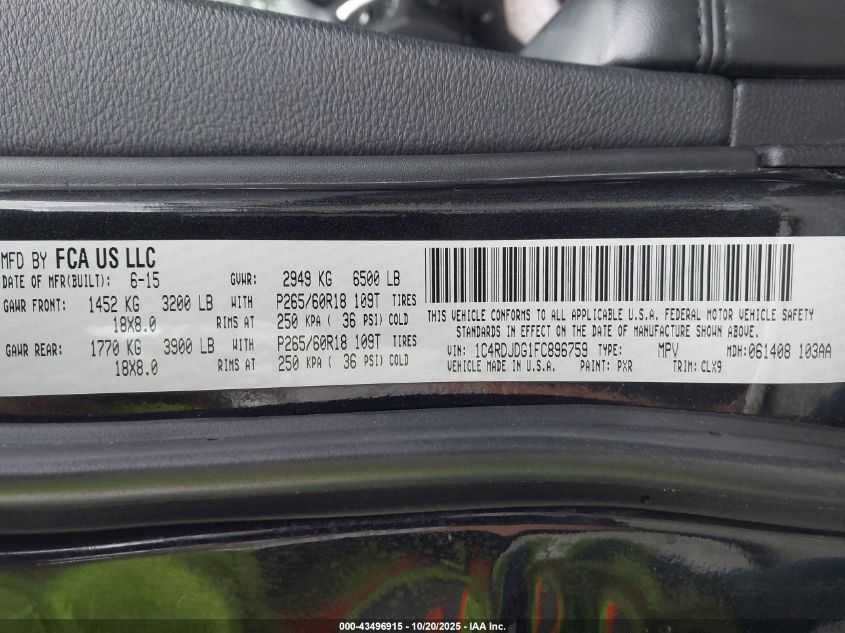 MFD BY FCA US LLC
DATE OF MFR(BUILT): 6-15 GVWR: 2949 KG 6500 LB
GAWR FRONT: 1452 KG 3200 LB WITH P265/60R18 109T TIRES
18X8.0 RIMS AT 250 KPA ( 36 PSI) COLD
GAWR REAR: 1770 KG 3900 LB WITH P265/60R18 109T TIRES
18X8.0 RIMS AT 250 KPA ( 36 PSI) COLD
THIS VEHICLE CONFORMS TO ALL APPLICABLE U.S.A. FEDERAL MOTOR VEHICLE SAFETY
STANDARDS IN EFFECT ON THE DATE OF MANUFACTURE SHOWN ABOVE.
VIN: 1C4RDJDG1FC896759 TYPE: MPV MDH: 061408 103AA
VEHICLE MADE IN U.S.A. PAINT: PXR TRIM: CLX9
000-43496915 - 10/20/2025 - IAA Inc.